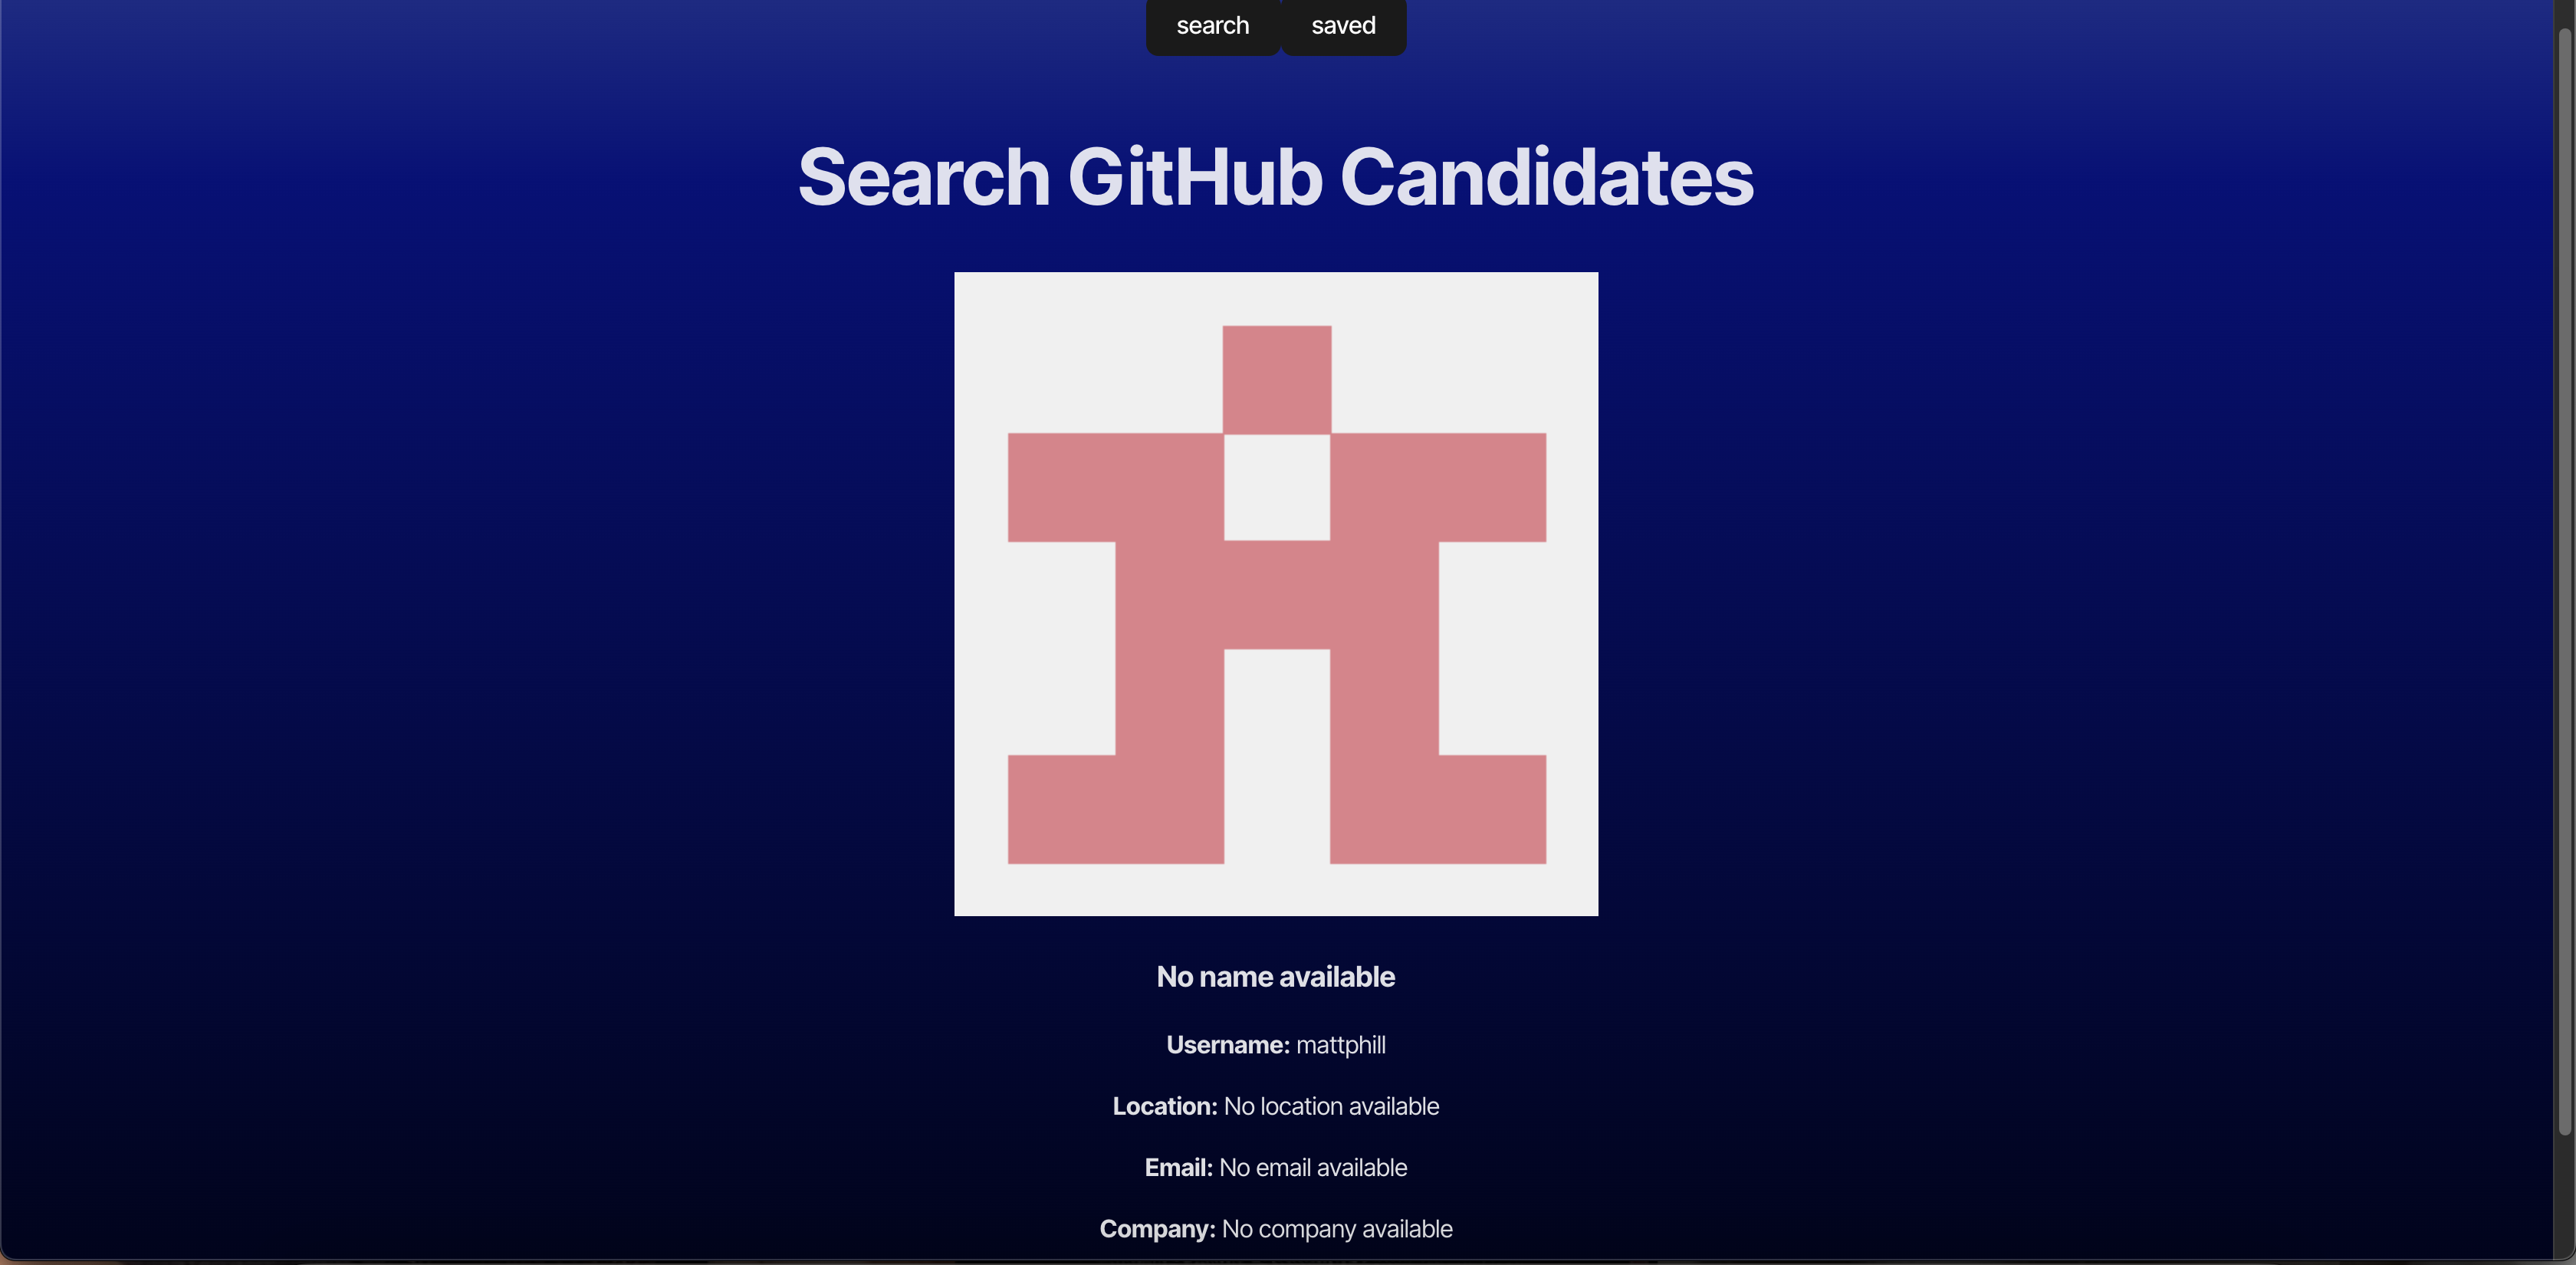 search saved
Search GitHub Candidates
No name available
Username: mattphill
Location: No location available
Email: No email available
Company: No company available